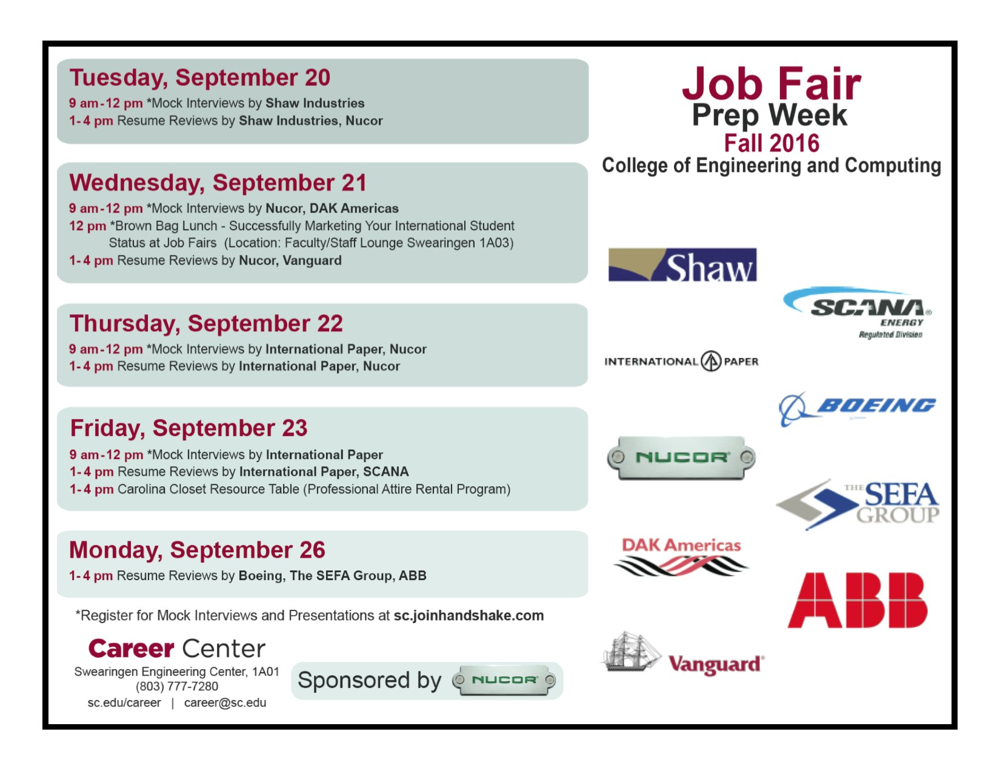 Tuesday, September 20
9 am-12 pm *Mock Interviews by Shaw Industries
1-4 pm Resume Reviews by Shaw Industries, Nucor
Wednesday, September 21
9 am-12 pm *Mock Interviews by Nucor, DAK Americas
12 pm *Brown Bag Lunch - Successfully Marketing Your International Student
Status at Job Fairs (Location: Faculty/Staff Lounge Swearingen 1A03)
1-4 pm Resume Reviews by Nucor, Vanguard
Thursday, September 22
9 am-12 pm *Mock Interviews by International Paper, Nucor
1-4 pm Resume Reviews by International Paper, Nucor
Friday, September 23
9 am-12 pm *Mock Interviews by International Paper
1-4 pm Resume Reviews by International Paper, SCANA
1-4 pm Carolina Closet Resource Table (Professional Attire Rental Program)
Monday, September 26
1-4 pm Resume Reviews by Boeing, The SEFA Group, ABB
*Register for Mock Interviews and Presentations at sc.joinhandshake.com
Career Center
Swearingen Engineering Center, 1A01
(803) 777-7280
sc.edu/career | career@sc.edu
Sponsored by NUCOR®
Job Fair
Prep Week
Fall 2016
College of Engineering and Computing
Shaw
SCANA®
ENERGY
Regulated Division
INTERNATIONAL PAPER
BOEING
NUCOR®
THE SEFA
GROUP
DAK Americas
ABB
Vanguard®